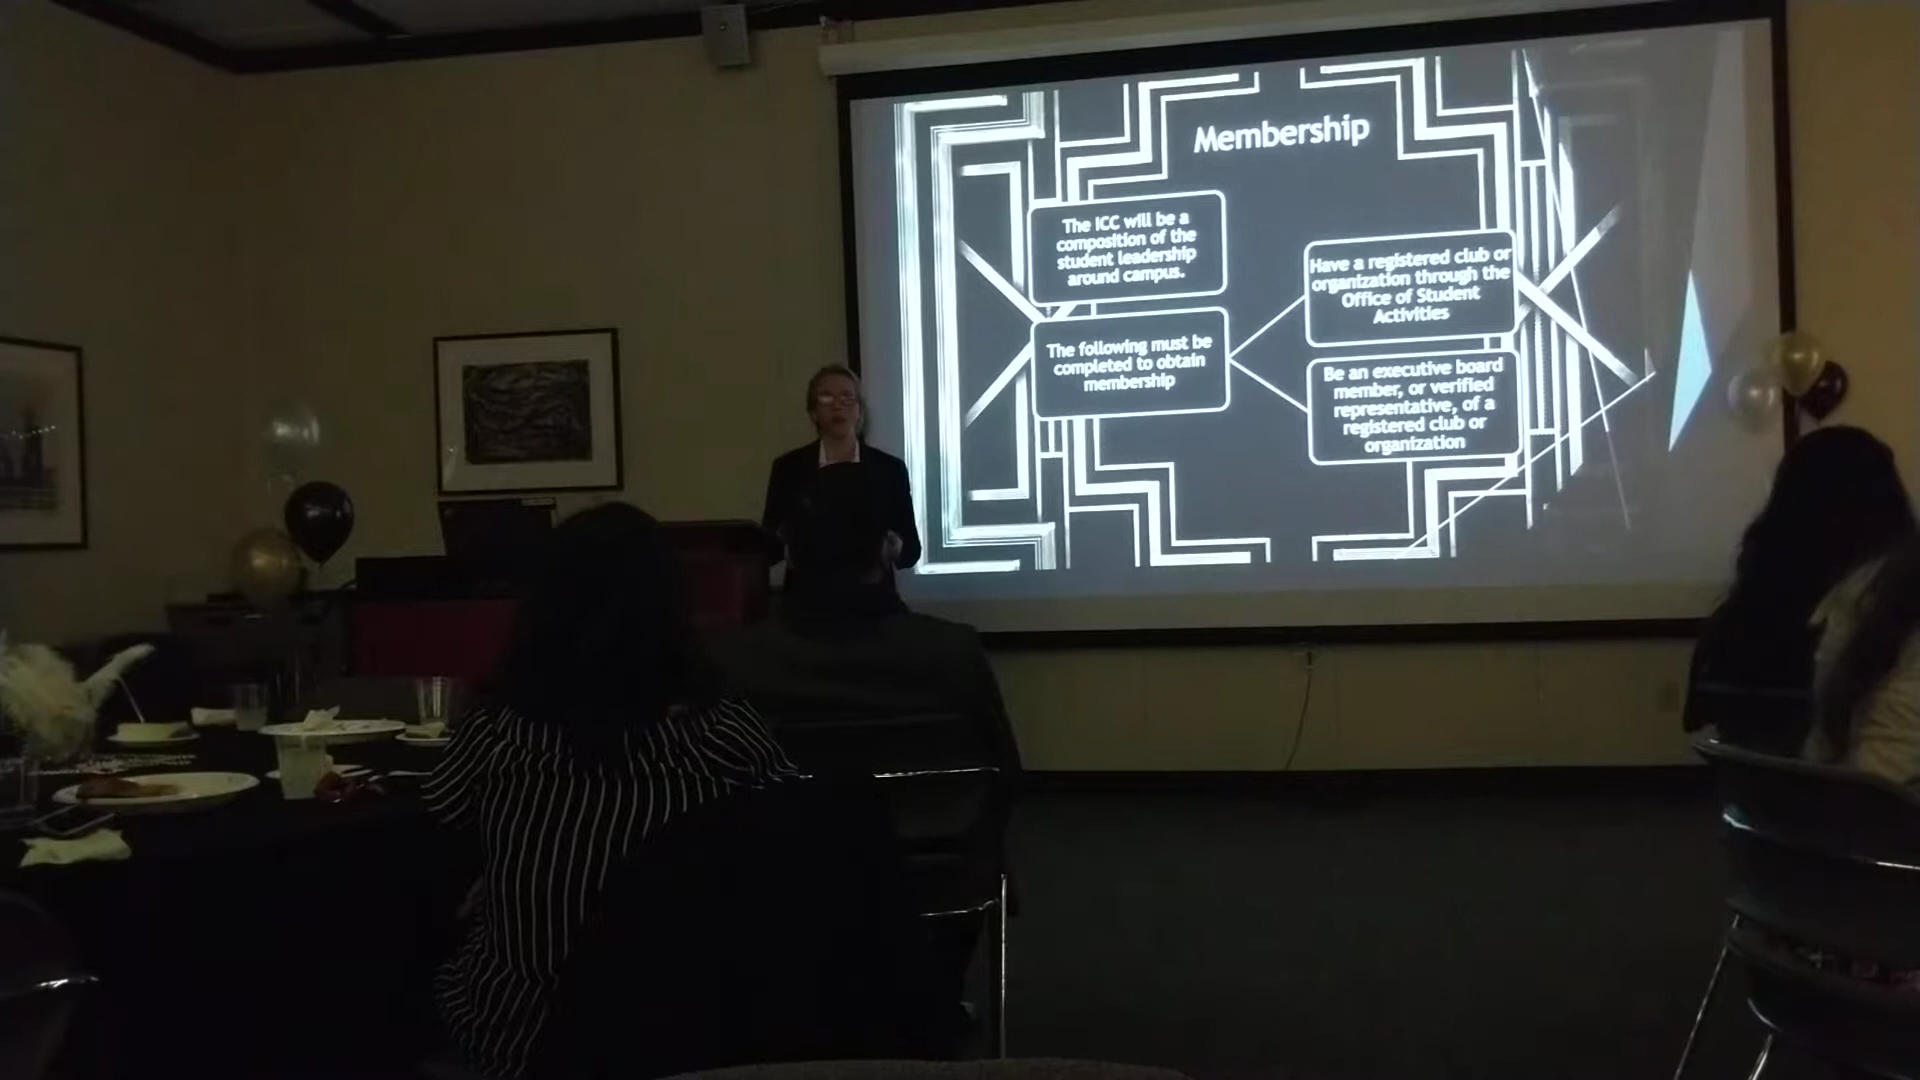 Membership
The ICC will be a
composition of the
student leadership
around campus.
The following must be
completed to obtain
membership
Have a registered club or
organization through the
Office of Student
Activities
Be an executive board
member, or verified
representative, of a
registered club or
organization